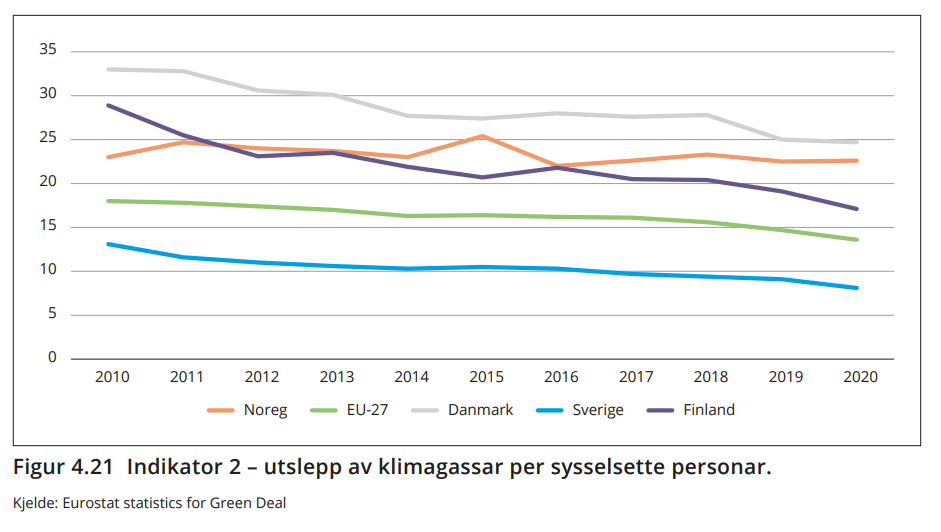 35
30
25
20
15
10
5
0
2010 2011 2012 2013 2014 2015 2016 2017 2018 2019 2020
Noreg EU-27 Danmark Sverige Finland
Figur 4.21 Indikator 2 – utslepp av klimagassar per sysselsette personar.
Kjelde: Eurostat statistics for Green Deal